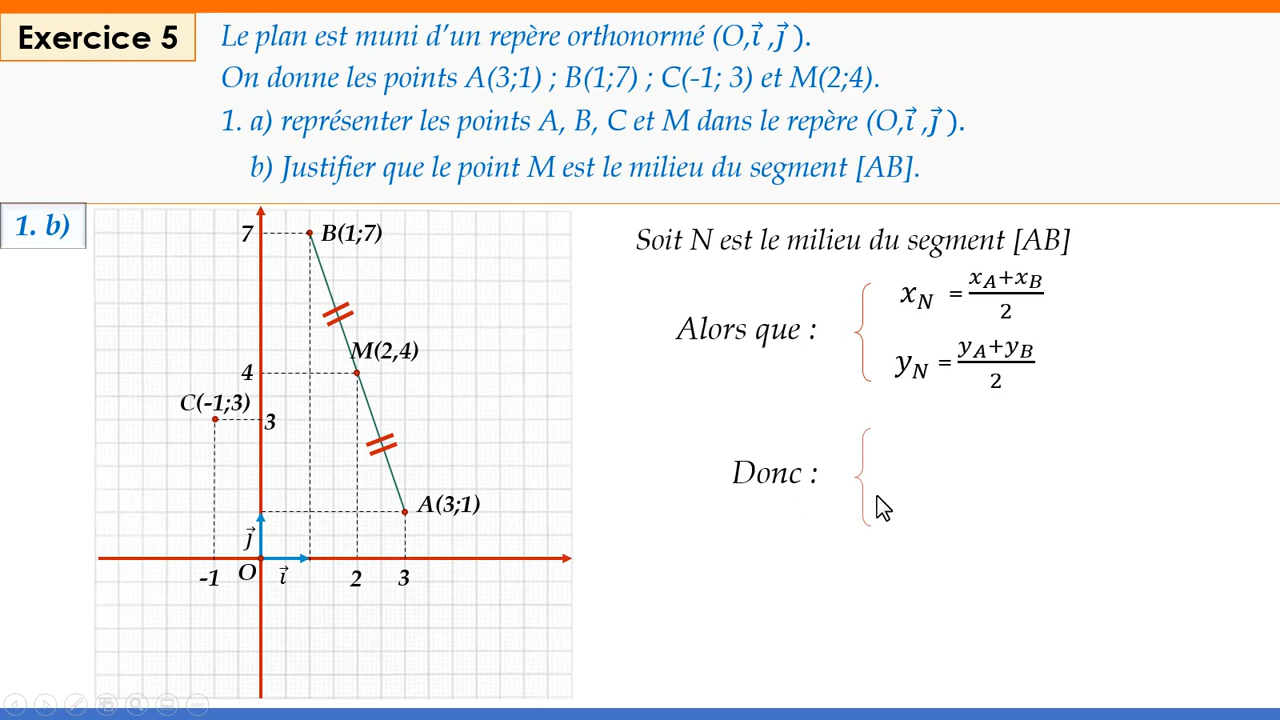 Exercice 5
Le plan est muni d'un repère orthonormé (O,i⃗ ,j⃗ ).
On donne les points A(3;1) ; B(1;7) ; C(-1; 3) et M(2;4).
1. a) représenter les points A, B, C et M dans le repère (O,i⃗ ,j⃗ ).
b) Justifier que le point M est le milieu du segment [AB].
1. b)
7
B(1;7)
M(2,4)
4
C(-1;3)
3
A(3;1)
j⃗
-1
O
i⃗
2
3
Soit N est le milieu du segment [AB]
Alors que :
x_N = (x_A+x_B)/2
y_N = (y_A+y_B)/2
Donc :